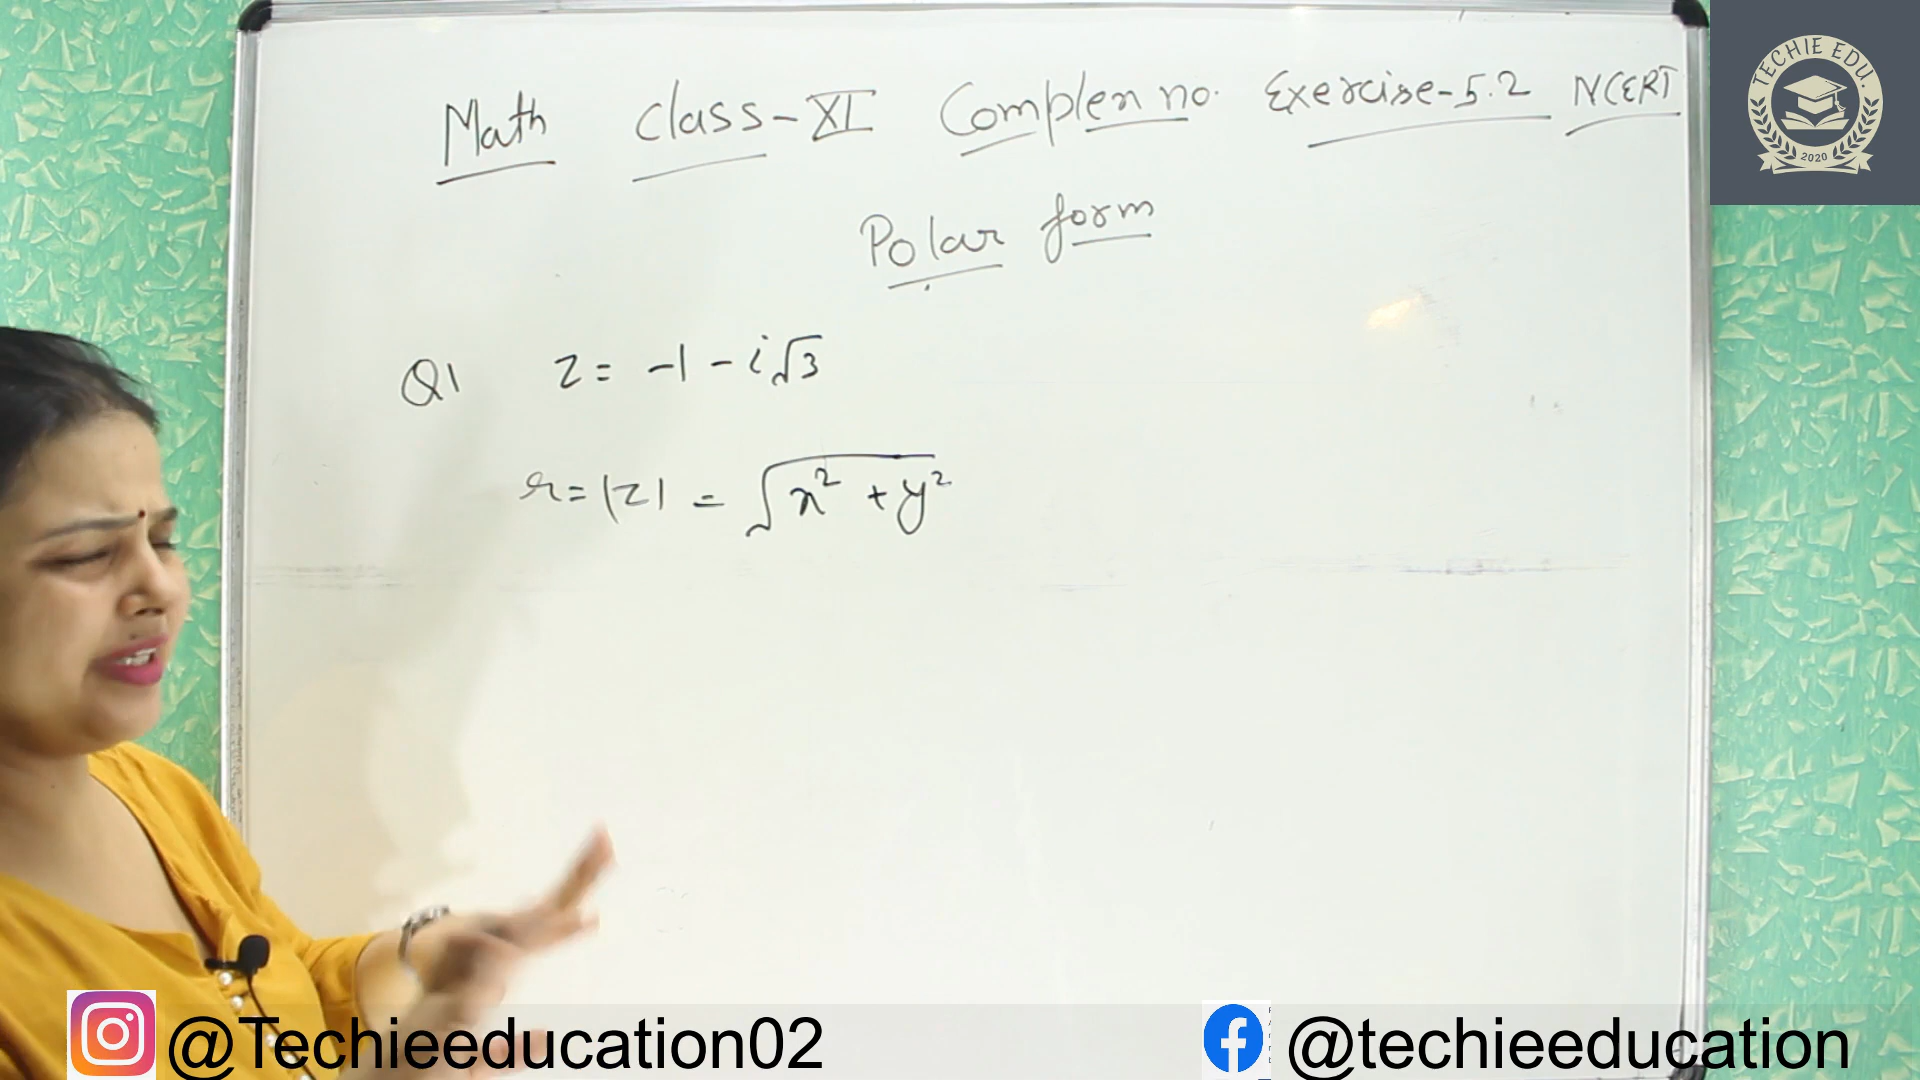 Math class-XI Complex no. Exercise-5.2 NCERT
Polar form
Q1 z = -1 - i√3
r = |z| = √x² + y²
TECHIE EDU.
2020
@Techieeducation02
@techieeducation